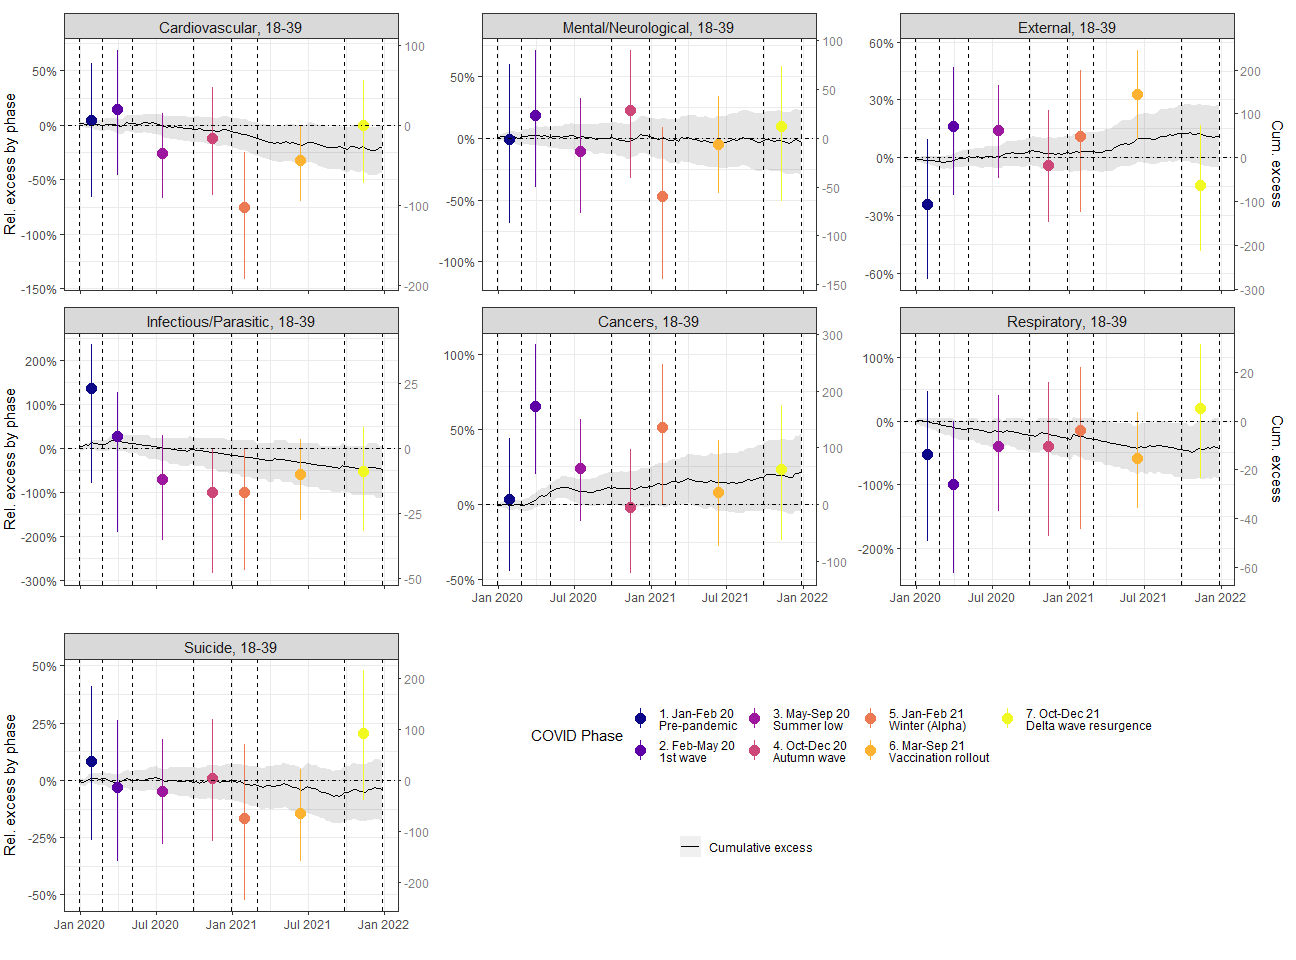 Cardiovascular, 18-39
Mental/Neurological, 18-39
External, 18-39
Rel. excess by phase
50%
0%
-50%
-100%
-150%
100
0
-100
-200
50%
0%
-50%
-100%
100
50
0
-50
-100
-150
60%
30%
0%
-30%
-60%
200
100
0
-100
-200
-300
Cum. excess
Infectious/Parasitic, 18-39
Cancers, 18-39
Respiratory, 18-39
Rel. excess by phase
200%
100%
0%
-100%
-200%
-300%
25
0
-25
-50
100%
50%
0%
-50%
300
200
100
0
-100
100%
0%
-100%
-200%
20
0
-20
-40
-60
Cum. excess
Jan 2020
Jul 2020
Jan 2021
Jul 2021
Jan 2022
Jan 2020
Jul 2020
Jan 2021
Jul 2021
Jan 2022
Suicide, 18-39
Rel. excess by phase
50%
25%
0%
-25%
-50%
200
100
0
-100
-200
Jan 2020
Jul 2020
Jan 2021
Jul 2021
Jan 2022
COVID Phase
1. Jan-Feb 20
Pre-pandemic
2. Feb-May 20
1st wave
3. May-Sep 20
Summer low
4. Oct-Dec 20
Autumn wave
5. Jan-Feb 21
Winter (Alpha)
6. Mar-Sep 21
Vaccination rollout
7. Oct-Dec 21
Delta wave resurgence
Cumulative excess